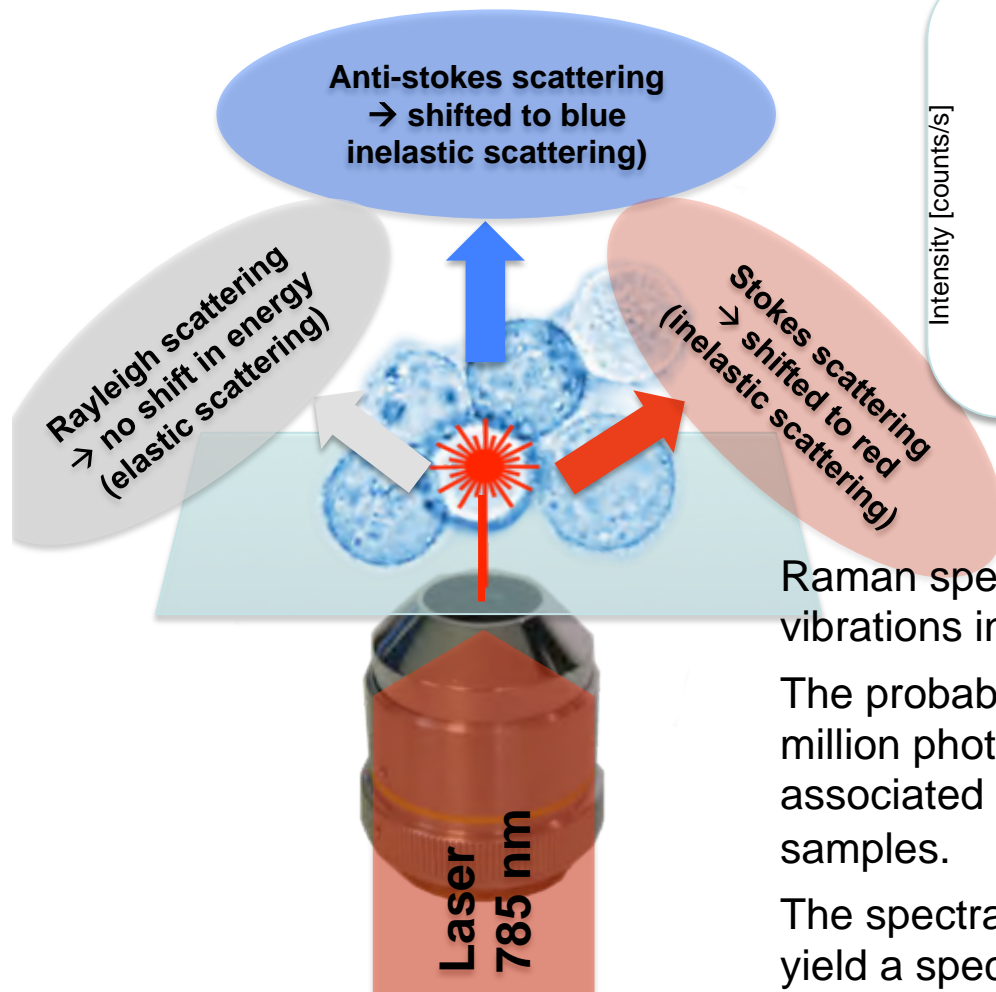 Anti-stokes scattering
→ shifted to blue
inelastic scattering)
Intensity [counts/s]
Rayleigh scattering
→ no shift in energy
(elastic scattering)
Stokes scattering
→ shifted to red
(inelastic scattering)
Raman spe
vibrations in
The probab
million phot
associated
samples.
The spectra
yield a spec
Laser
785 nm